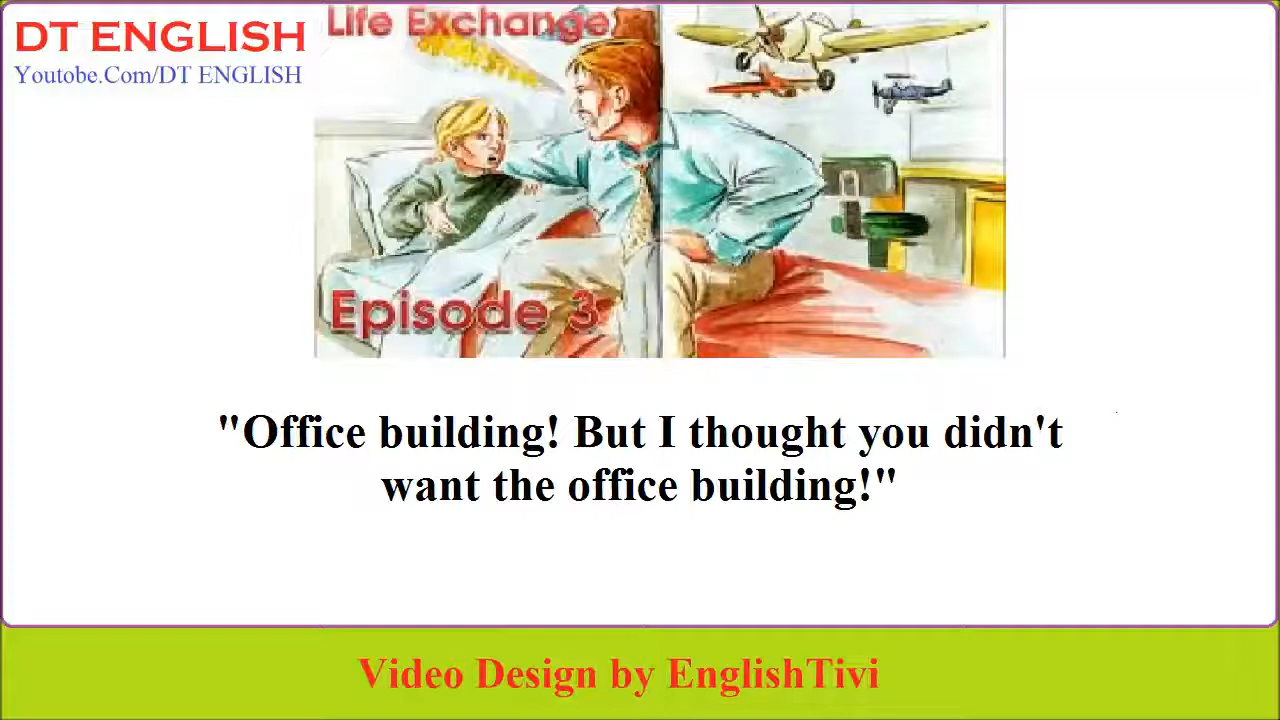 DT ENGLISH
Youtobe.Com/DT ENGLISH
Life Exchange
Episode 3
"Office building! But I thought you didn't
want the office building!"
Video Design by EnglishTivi